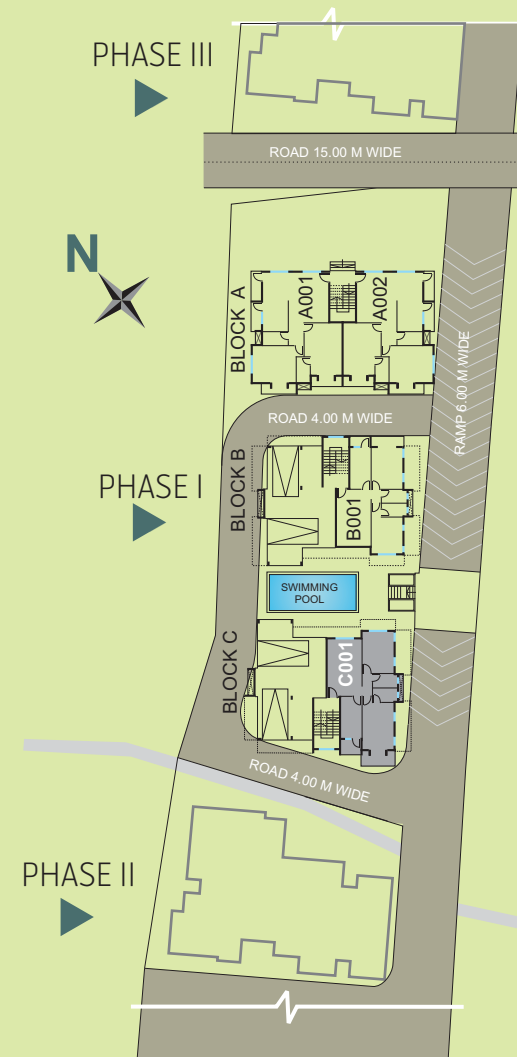 PHASE III
ROAD 15.00 M WIDE
N
BLOCK A
A001
A002
RAMP 6.00 M WIDE
ROAD 4.00 M WIDE
PHASE I
BLOCK B
B001
SWIMMING
POOL
BLOCK C
C001
ROAD 4.00 M WIDE
PHASE II